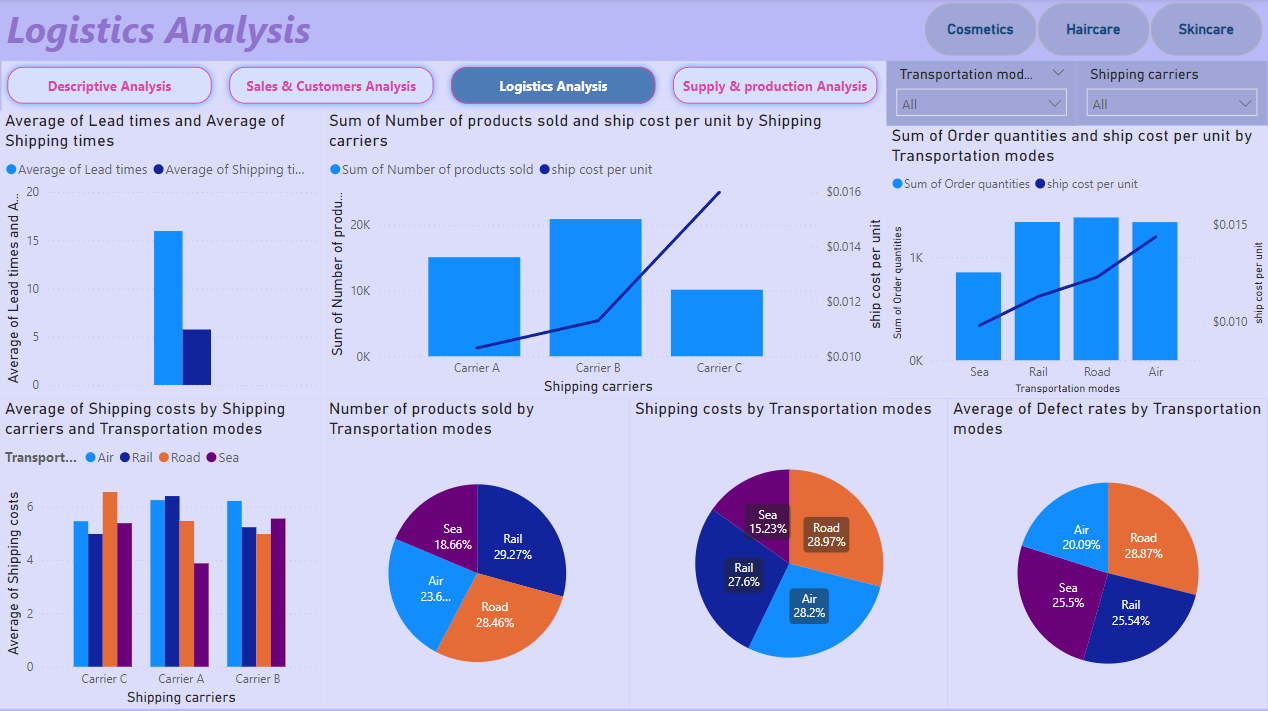 Logistics Analysis
Cosmetics
Haircare
Skincare
Descriptive Analysis
Sales & Customers Analysis
Logistics Analysis
Supply & production Analysis
Transportation mod...
All
Shipping carriers
All
Average of Lead times and Average of
Shipping times
Average of Lead times
Average of Shipping ti...
Average of Lead times and A...
20
15
10
5
0
Sum of Number of products sold and ship cost per unit by Shipping
carriers
Sum of Number of products sold
ship cost per unit
Sum of Number of produ...
20K
10K
0K
$0.016
$0.014
$0.012
$0.010
ship cost per unit
Carrier A
Carrier B
Carrier C
Shipping carriers
Sum of Order quantities and ship cost per unit by
Transportation modes
Sum of Order quantities
ship cost per unit
Sum of Order quantities
1K
0K
$0.015
$0.010
ship cost per unit
Sea
Rail
Road
Air
Transportation modes
Average of Shipping costs by Shipping
carriers and Transportation modes
Transport...
Air
Rail
Road
Sea
Average of Shipping costs
6
4
2
0
Carrier C
Carrier A
Carrier B
Shipping carriers
Number of products sold by
Transportation modes
Sea
18.66%
Rail
29.27%
Air
23.6...
Road
28.46%
Shipping costs by Transportation modes
Sea
15.23%
Road
28.97%
Rail
27.6%
Air
28.2%
Average of Defect rates by Transportation
modes
Air
20.09%
Road
28.87%
Sea
25.5%
Rail
25.54%